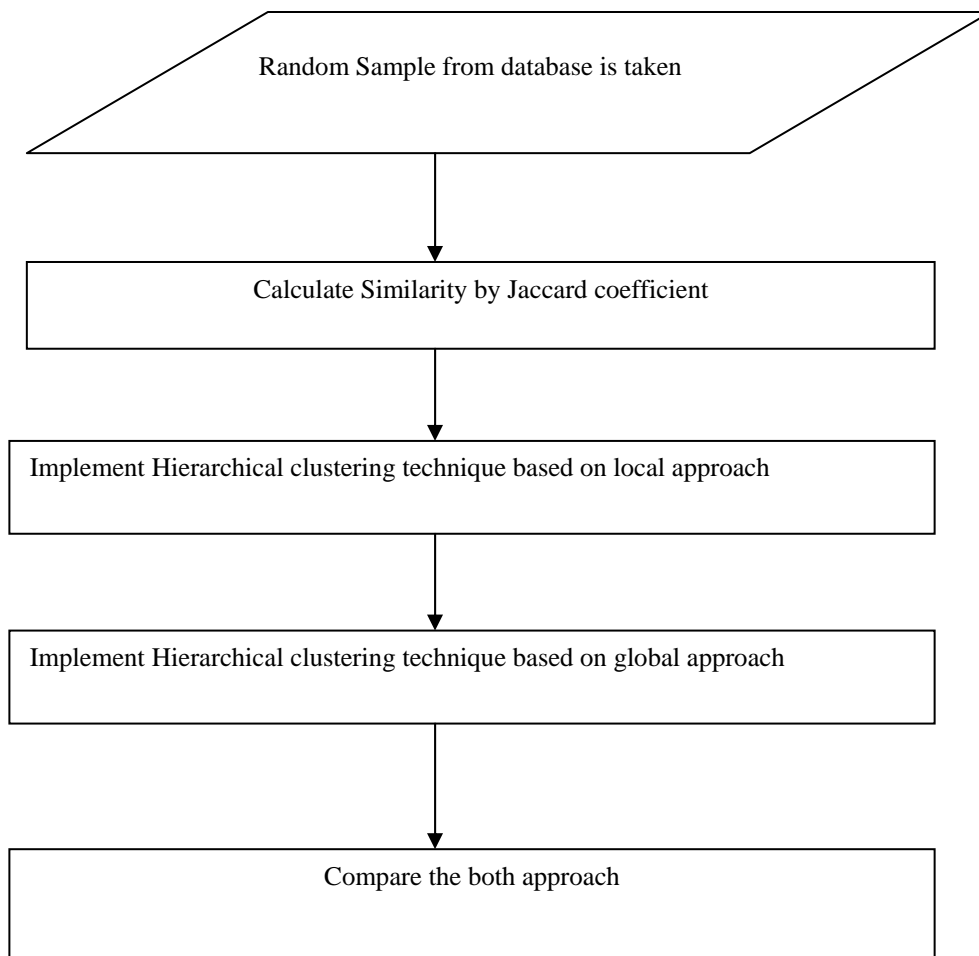 Random Sample from database is taken
Calculate Similarity by Jaccard coefficient
Implement Hierarchical clustering technique based on local approach
Implement Hierarchical clustering technique based on global approach
Compare the both approach